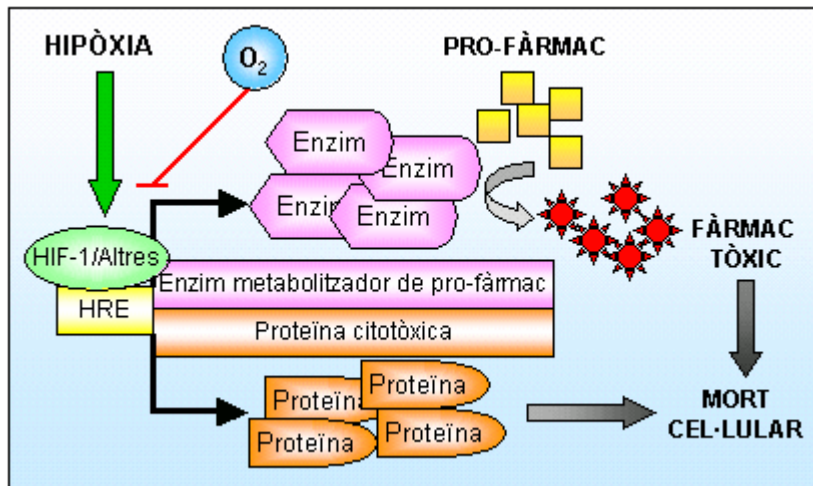 HIPÒXIA
O2
PRO-FÀRMAC
Enzim
Enzim
Enzim
Enzim
HIF-1/Altres
HRE
Enzim metabolitzador de pro-fàrmac
Proteïna citotòxica
FÀRMAC
TÒXIC
Proteïna
Proteïna
Proteïna
Proteïna
MORT
CEL·LULAR